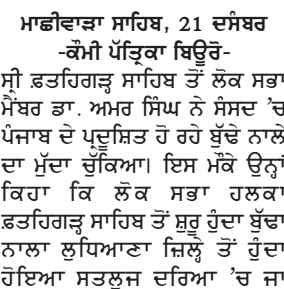 ਮਾਛੀਵਾੜਾ ਸਾਹਿਬ, 21 ਦਸੰਬਰ
-ਕੌਮੀ ਪੱਤ੍ਰਿਕਾ ਬਿਊਰੋ-
ਸ੍ਰੀ ਫ਼ਤਹਿਗੜ੍ਹ ਸਾਹਿਬ ਤੋਂ ਲੋਕ ਸਭਾ
ਮੈਂਬਰ ਡਾ. ਅਮਰ ਸਿੰਘ ਨੇ ਸੰਸਦ 'ਚ
ਪੰਜਾਬ ਦੇ ਪ੍ਰਦੂਸ਼ਿਤ ਹੋ ਰਹੇ ਬੁੱਢੇ ਨਾਲੇ
ਦਾ ਮੁੱਦਾ ਚੁੱਕਿਆ। ਇਸ ਮੌਕੇ ਉਨ੍ਹਾਂ
ਕਿਹਾ ਕਿ ਲੋਕ ਸਭਾ ਹਲਕਾ
ਫ਼ਤਹਿਗੜ੍ਹ ਸਾਹਿਬ ਤੋਂ ਸ਼ੁਰੂ ਹੁੰਦਾ ਬੁੱਢਾ
ਨਾਲਾ ਲੁਧਿਆਣਾ ਜ਼ਿਲ੍ਹੇ ਤੋਂ ਹੁੰਦਾ
ਹੋਇਆ ਸਤਲੁਜ ਦਰਿਆ 'ਚ ਜਾ